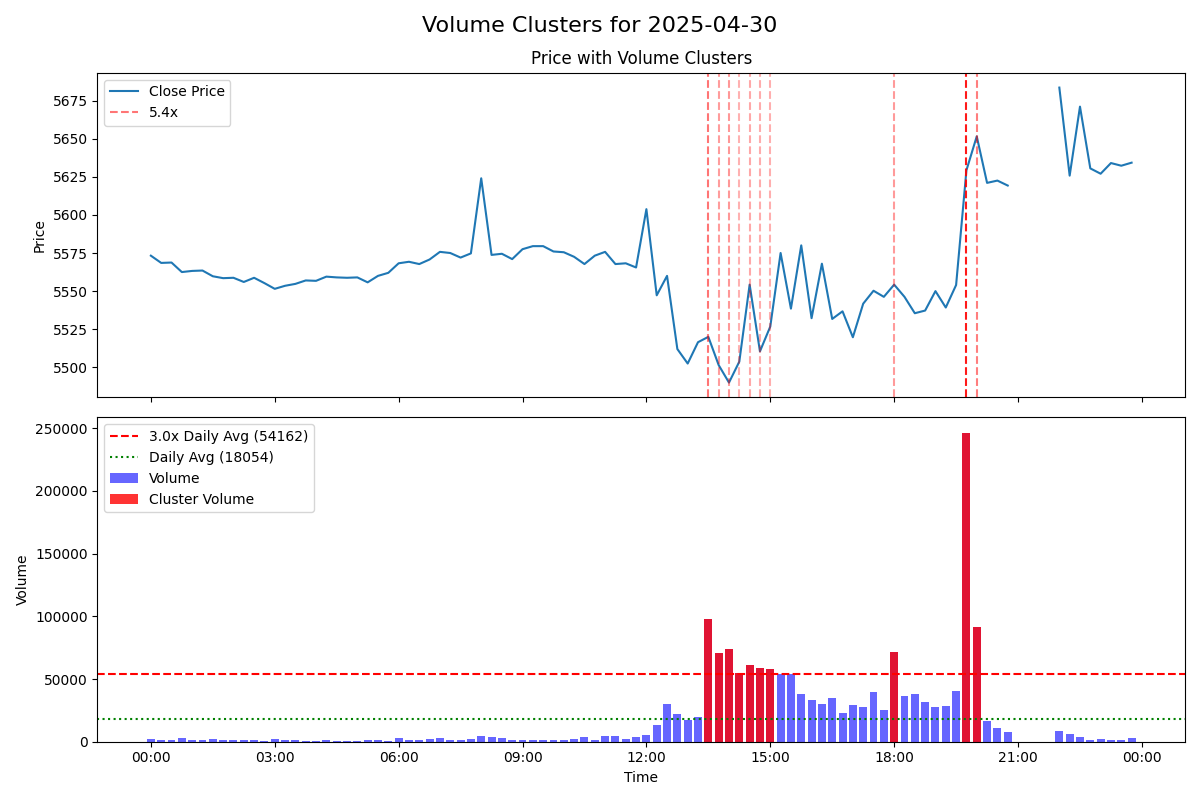 Volume Clusters for 2025-04-30
Price with Volume Clusters
Close Price
5.4x
5675
5650
5625
5600
5575
5550
5525
5500
Price
3.0x Daily Avg (54162)
Daily Avg (18054)
Volume
Cluster Volume
250000
200000
150000
100000
50000
0
Volume
00:00 03:00 06:00 09:00 12:00 15:00 18:00 21:00 00:00
Time